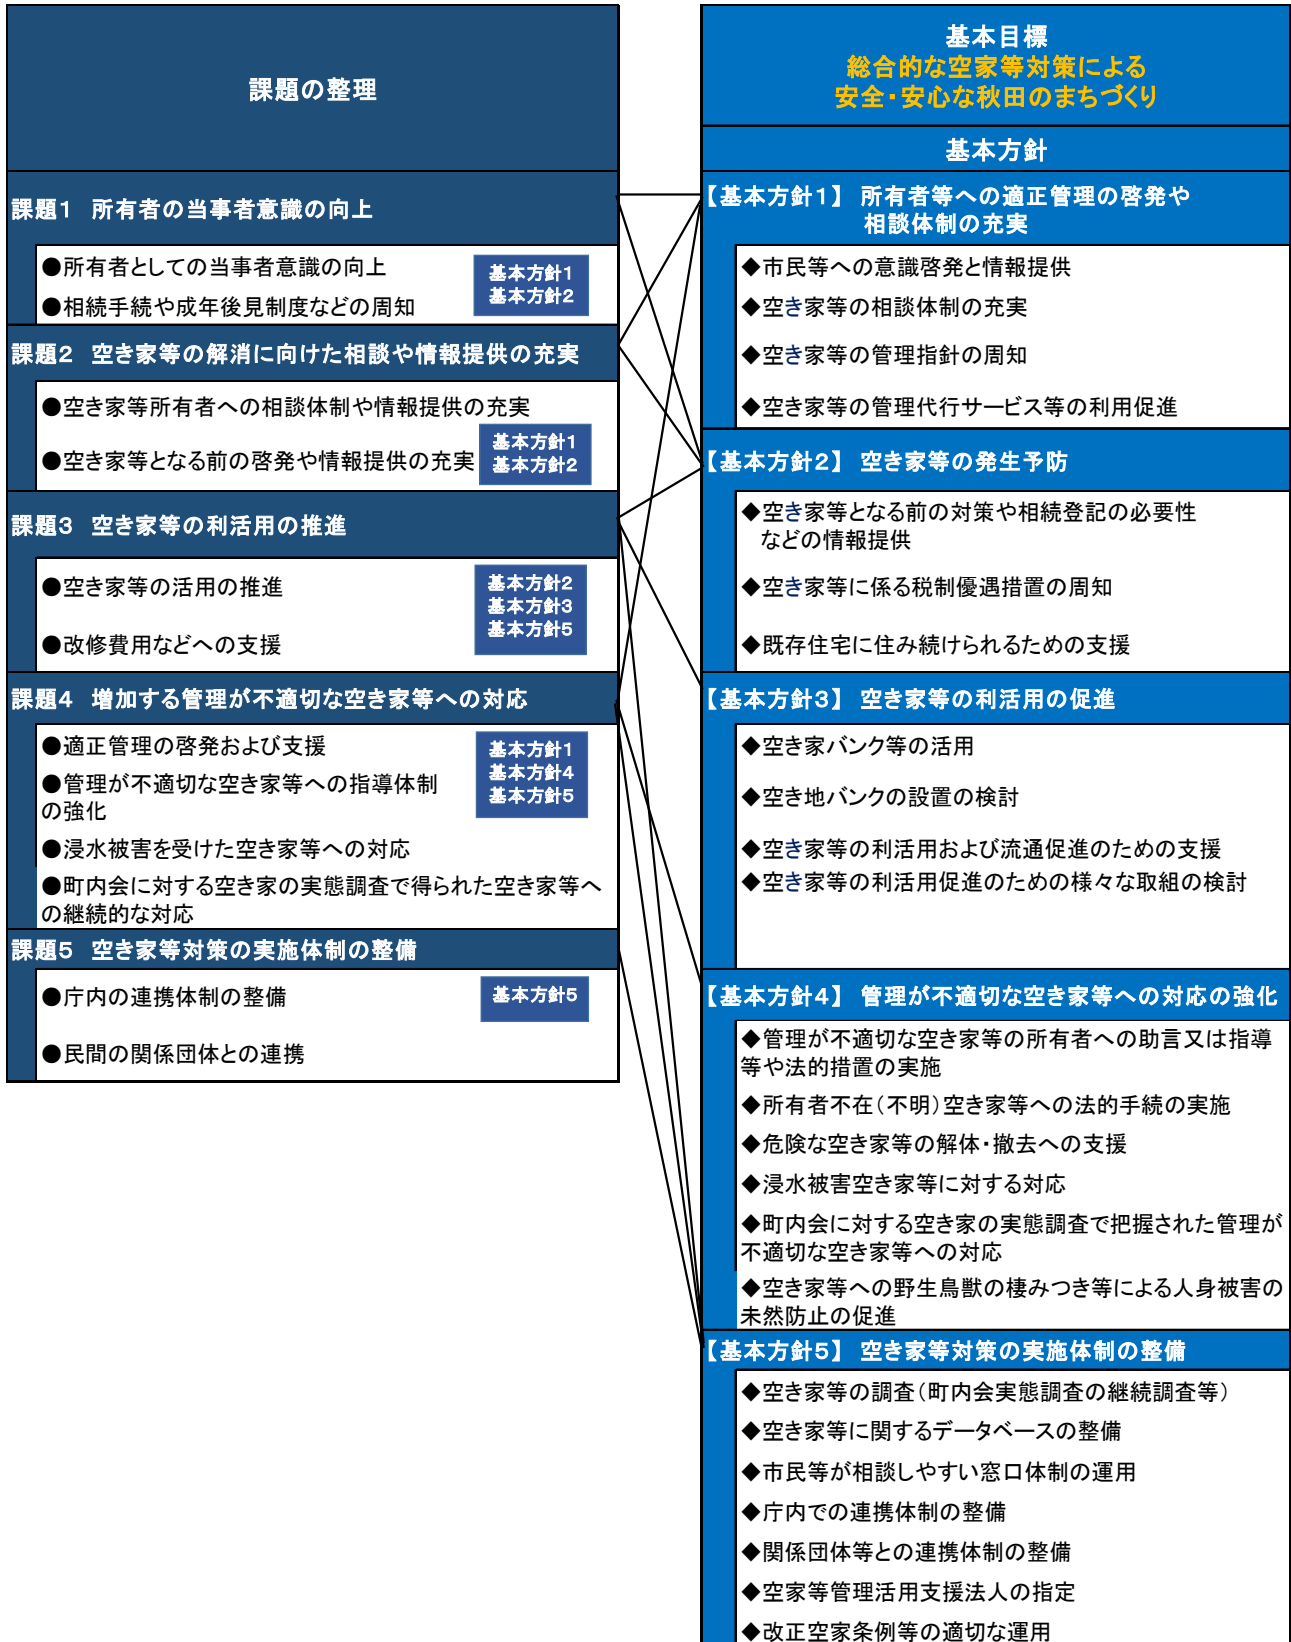 課題の整理
課題１　所有者の当事者意識の向上
●所有者としての当事者意識の向上
●相続手続や成年後見制度などの周知
基本方針１
基本方針２
課題２　空き家等の解消に向けた相談や情報提供の充実
●空き家等所有者への相談体制や情報提供の充実
●空き家等となる前の啓発や情報提供の充実
基本方針１
基本方針２
課題３　空き家等の利活用の推進
●空き家等の活用の推進
●改修費用などへの支援
基本方針２
基本方針３
基本方針５
課題４　増加する管理が不適切な空き家等への対応
●適正管理の啓発および支援
●管理が不適切な空き家等への指導体制
の強化
●浸水被害を受けた空き家等への対応
●町内会に対する空き家の実態調査で得られた空き家等へ
の継続的な対応
基本方針１
基本方針４
基本方針５
課題５　空き家等対策の実施体制の整備
●庁内の連携体制の整備
●民間の関係団体との連携
基本方針５
基本目標
総合的な空家等対策による
安全・安心な秋田のまちづくり
基本方針
【基本方針１】　所有者等への適正管理の啓発や
相談体制の充実
◆市民等への意識啓発と情報提供
◆空き家等の相談体制の充実
◆空き家等の管理指針の周知
◆空き家等の管理代行サービス等の利用促進
【基本方針２】　空き家等の発生予防
◆空き家等となる前の対策や相続登記の必要性
などの情報提供
◆空き家等に係る税制優遇措置の周知
◆既存住宅に住み続けられるための支援
【基本方針３】　空き家等の利活用の促進
◆空き家バンク等の活用
◆空き地バンクの設置の検討
◆空き家等の利活用および流通促進のための支援
◆空き家等の利活用促進のための様々な取組の検討
【基本方針４】　管理が不適切な空き家等への対応の強化
◆管理が不適切な空き家等の所有者への助言又は指導
等や法的措置の実施
◆所有者不在（不明）空き家等への法的手続の実施
◆危険な空き家等の解体・撤去への支援
◆浸水被害空き家等に対する対応
◆町内会に対する空き家の実態調査で把握された管理が
不適切な空き家等への対応
◆空き家等への野生鳥獣の棲みつき等による人身被害の
未然防止の促進
【基本方針５】　空き家等対策の実施体制の整備
◆空き家等の調査（町内会実態調査の継続調査等）
◆空き家等に関するデータベースの整備
◆市民等が相談しやすい窓口体制の運用
◆庁内での連携体制の整備
◆関係団体等との連携体制の整備
◆空家等管理活用支援法人の指定
◆改正空家条例等の適切な運用